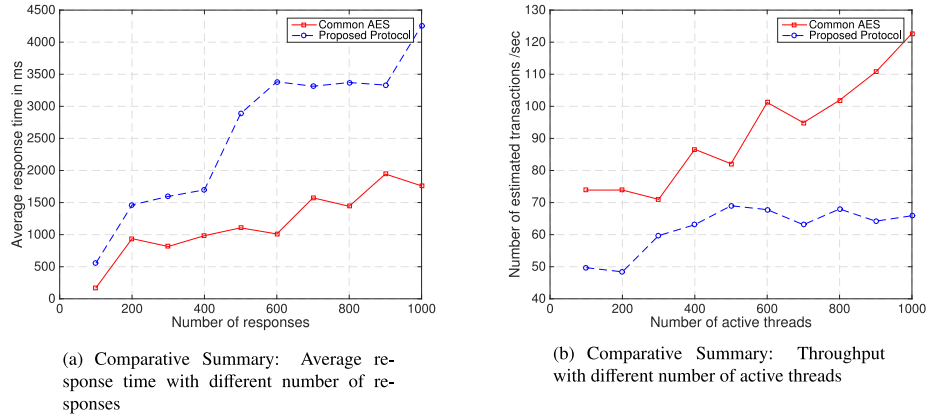 4500
4000
3500
3000
2500
2000
1500
1000
500
0
Average response time in ms
0
200
400
600
800
1000
Number of responses
Common AES
Proposed Protocol
(a) Comparative Summary: Average re-
sponse time with different number of re-
sponses
130
120
110
100
90
80
70
60
50
40
Number of estimated transactions /sec
0
200
400
600
800
1000
Number of active threads
Common AES
Proposed Protocol
(b) Comparative Summary: Throughput
with different number of active threads